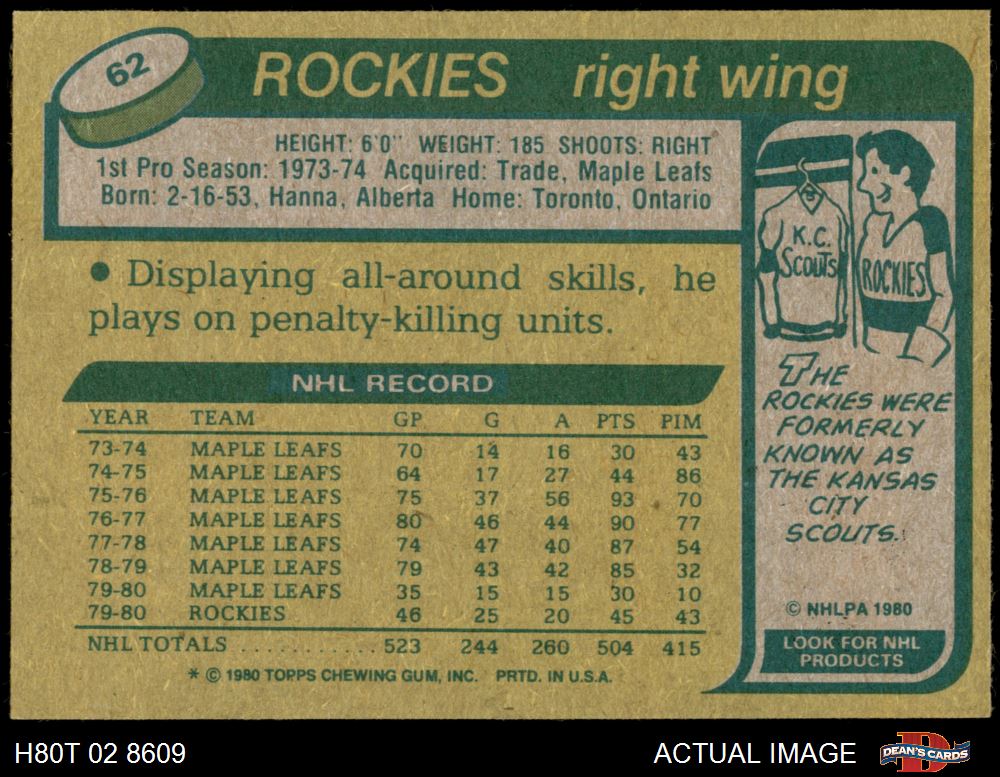 62
ROCKIES right wing
HEIGHT: 6'0" WEIGHT: 185 SHOOTS: RIGHT
1st Pro Season: 1973-74 Acquired: Trade, Maple Leafs
Born: 2-16-53, Hanna, Alberta Home: Toronto, Ontario
• Displaying all-around skills, he
plays on penalty-killing units.
NHL RECORD
YEAR TEAM GP G A PTS PIM
73-74 MAPLE LEAFS 70 14 16 30 43
74-75 MAPLE LEAFS 64 17 27 44 86
75-76 MAPLE LEAFS 75 37 56 93 70
76-77 MAPLE LEAFS 80 46 44 90 77
77-78 MAPLE LEAFS 74 47 40 87 54
78-79 MAPLE LEAFS 79 43 42 85 32
79-80 MAPLE LEAFS 35 15 15 30 10
79-80 ROCKIES 46 25 20 45 43
NHL TOTALS ........... 523 244 260 504 415
* © 1980 TOPPS CHEWING GUM, INC. PRTD. IN U.S.A.
K.C.
SCOUTS
ROCKIES
THE
ROCKIES WERE
FORMERLY
KNOWN AS
THE KANSAS
CITY
SCOUTS.
© NHLPA 1980
LOOK FOR NHL
PRODUCTS
H80T 02 8609
ACTUAL IMAGE
D
DEAN'S CARDS